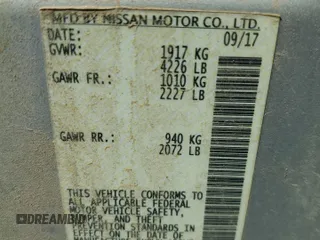 MFD BY NISSAN MOTOR CO., LTD.
DATE: 09/17
GVWR: 1917 KG
4226 LB
GAWR FR.: 1010 KG
2227 LB
GAWR RR.: 940 KG
2072 LB
THIS VEHICLE CONFORMS TO
ALL APPLICABLE FEDERAL
MOTOR VEHICLE SAFETY,
BUMPER, AND THEFT
PREVENTION STANDARDS IN
EFFECT ON THE DATE OF
DREAMBID